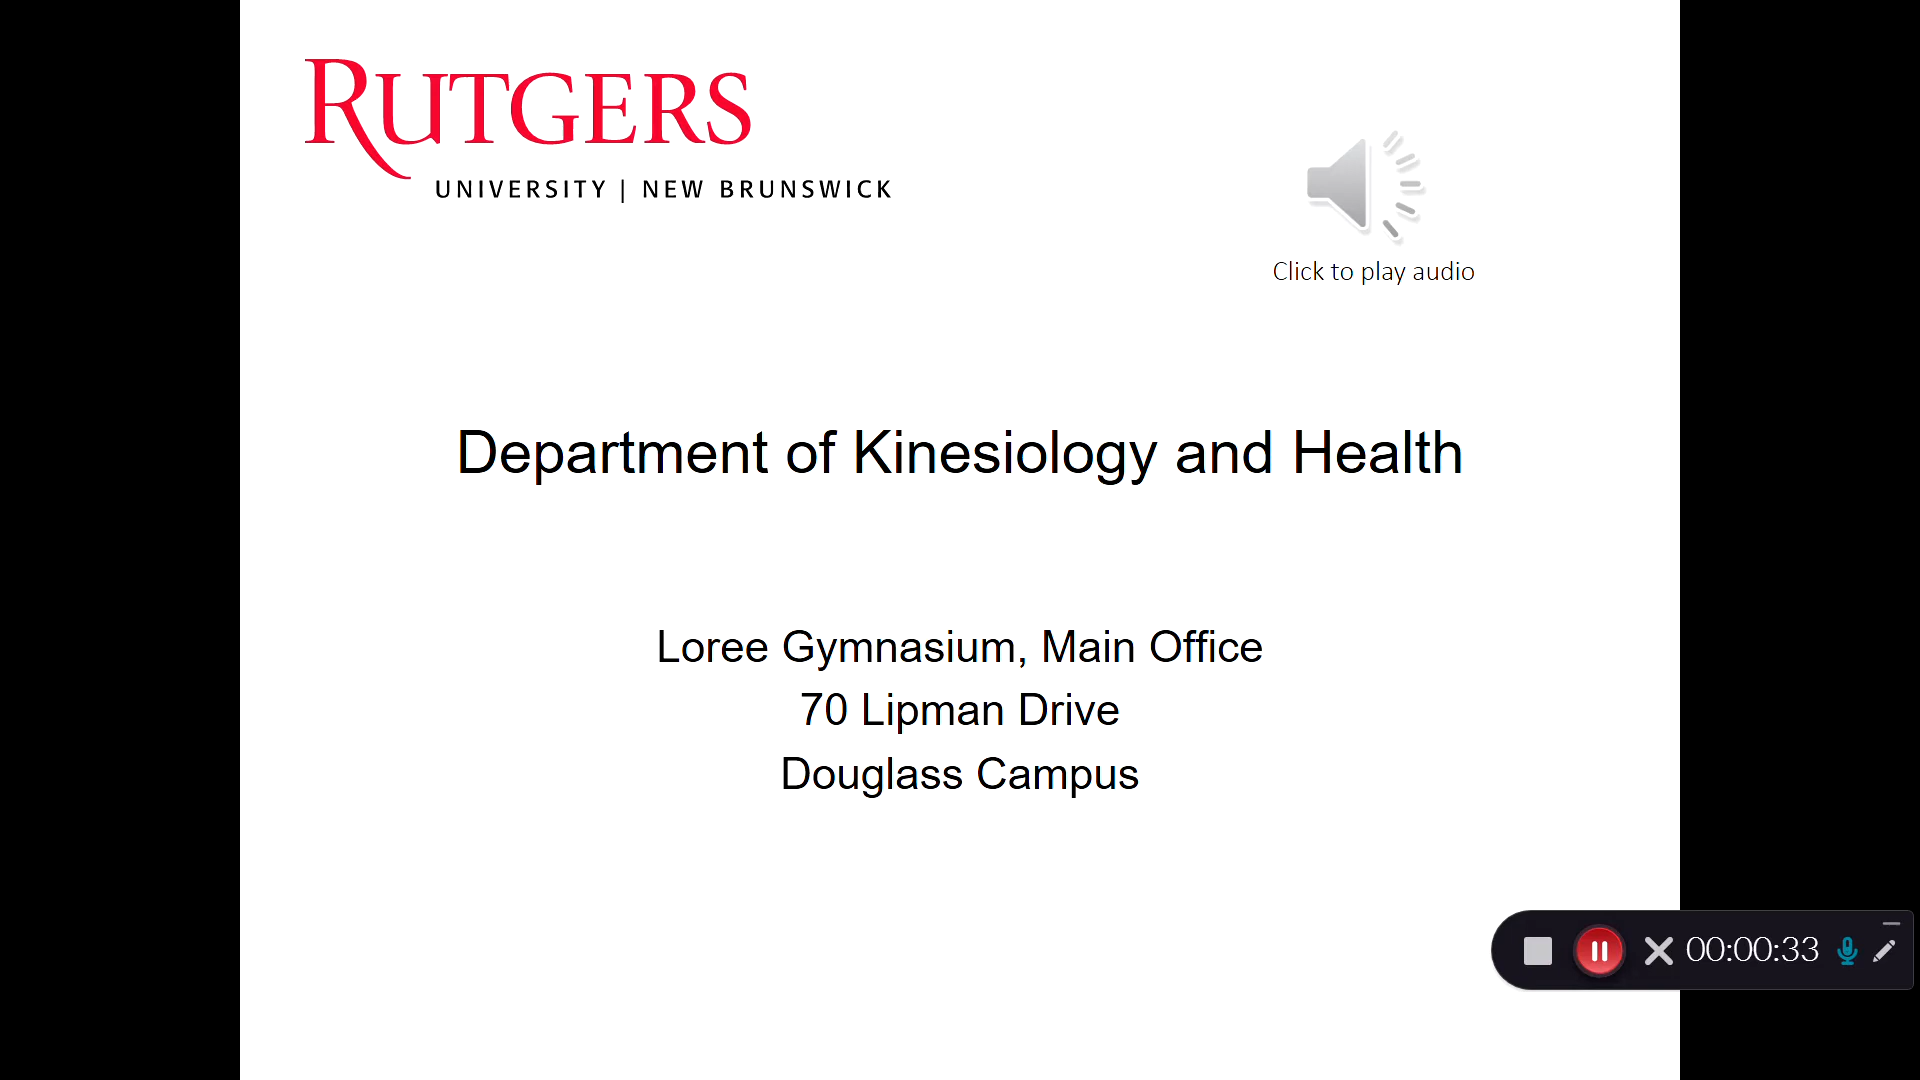 RUTGERS
UNIVERSITY | NEW BRUNSWICK
Click to play audio
Department of Kinesiology and Health
Loree Gymnasium, Main Office
70 Lipman Drive
Douglass Campus
00:00:33